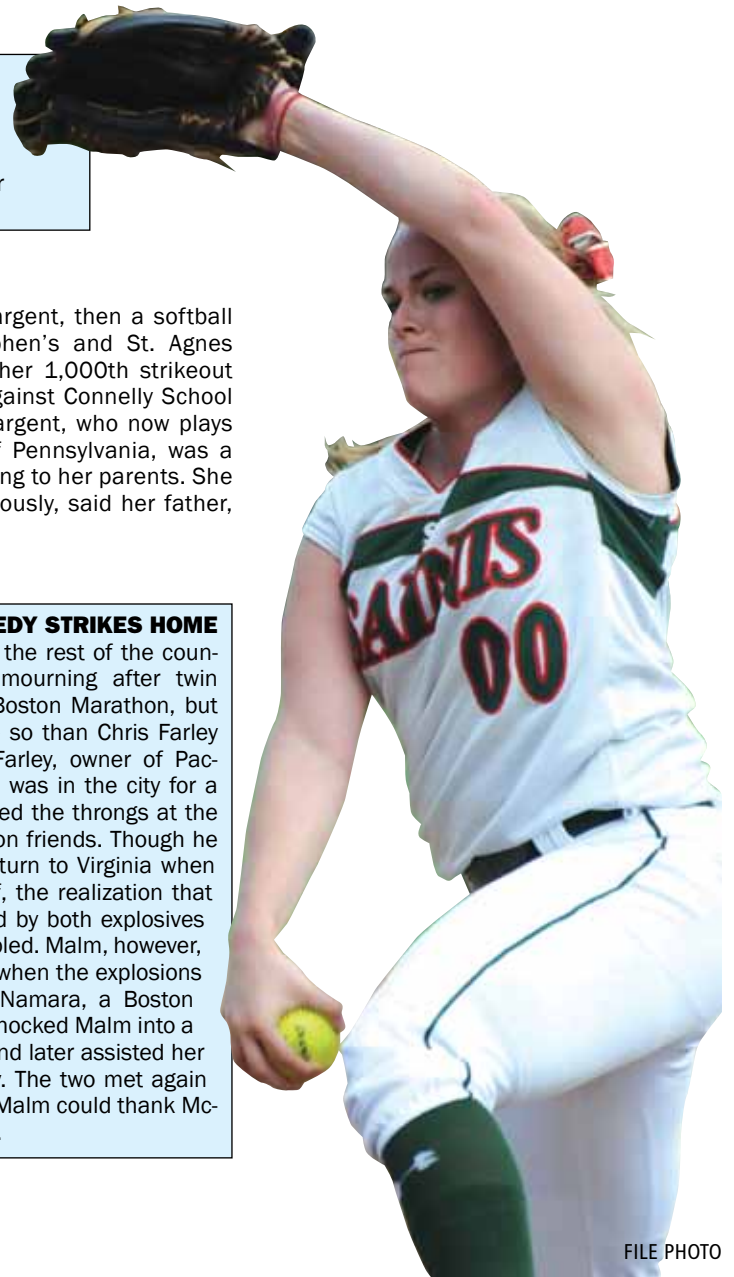 r
argent, then a softball
phen's and St. Agnes
her 1,000th strikeout
gainst Connelly School
argent, who now plays
f Pennsylvania, was a
ng to her parents. She
ously, said her father,
EDY STRIKES HOME
the rest of the coun-
mourning after twin
Boston Marathon, but
so than Chris Farley
Farley, owner of Pac-
was in the city for a
ed the throngs at the
on friends. Though he
turn to Virginia when
, the realization that
d by both explosives
pled. Malm, however,
when the explosions
Namara, a Boston
nocked Malm into a
nd later assisted her
. The two met again
Malm could thank Mc-
SAINTS
00
FILE PHOTO